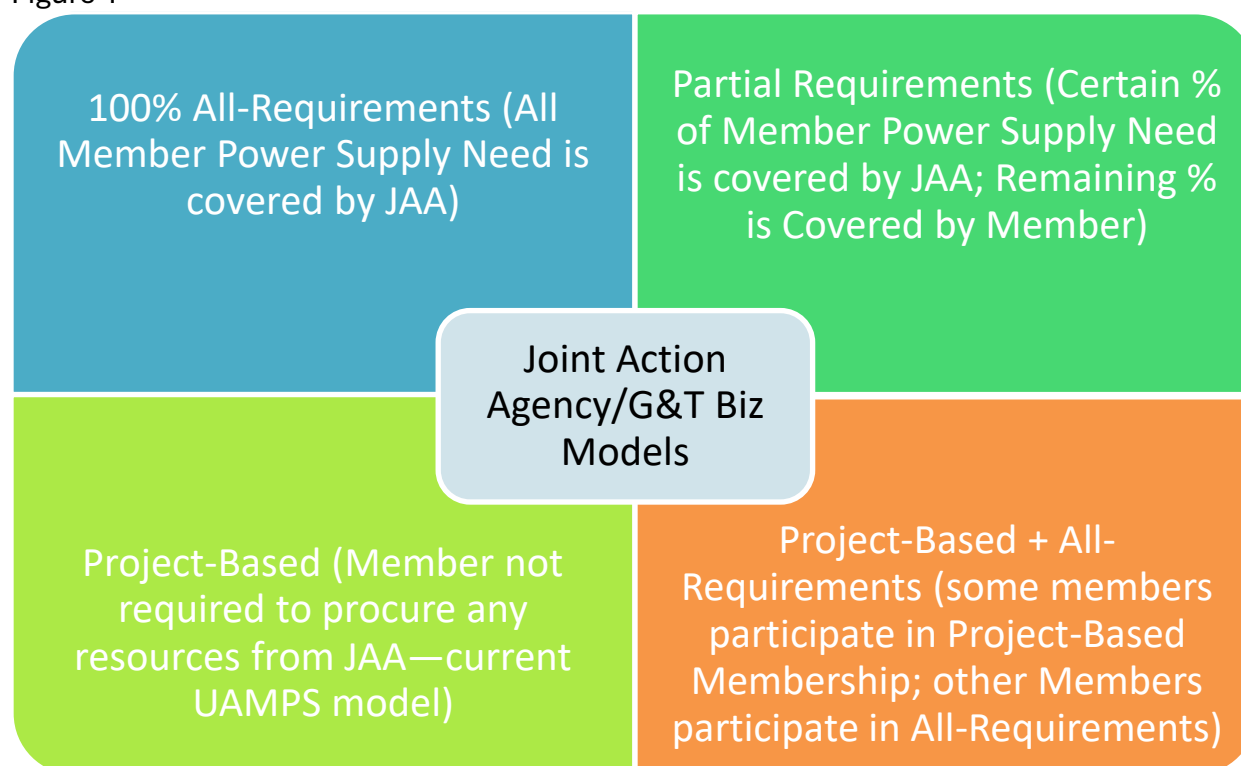 100% All-Requirements (All
Member Power Supply Need is
covered by JAA)
Partial Requirements (Certain %
of Member Power Supply Need
is covered by JAA; Remaining %
is Covered by Member)
Joint Action
Agency/G&T Biz
Models
Project-Based (Member not
required to procure any
resources from JAA—current
UAMPS model)
Project-Based + All-
Requirements (some members
participate in Project-Based
Membership; other Members
participate in All-Requirements)